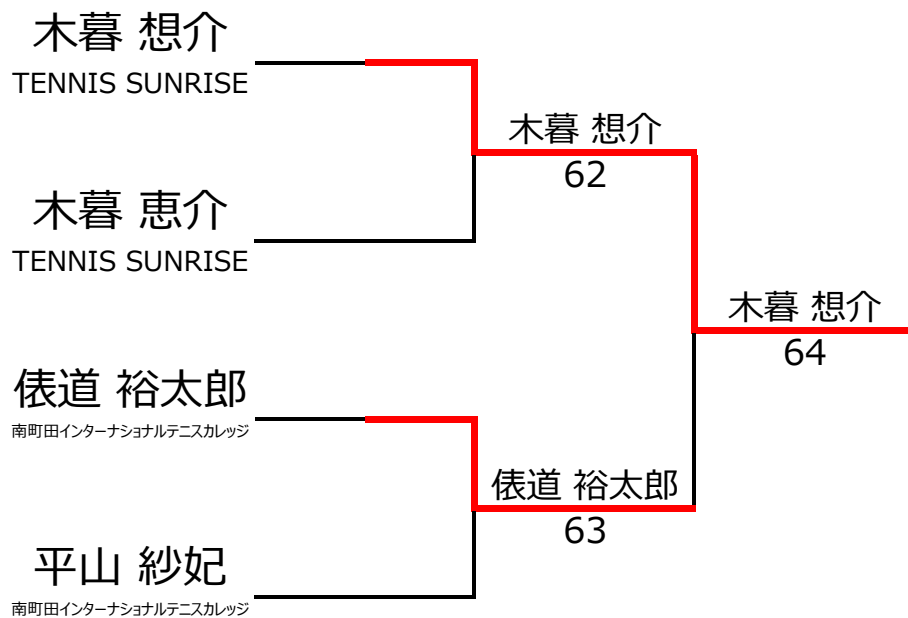 木暮 想介
TENNIS SUNRISE
木暮 想介
62
木暮 恵介
TENNIS SUNRISE
木暮 想介
64
俵道 裕太郎
南町田インターナショナルテニスカレッジ
俵道 裕太郎
63
平山 紗妃
南町田インターナショナルテニスカレッジ